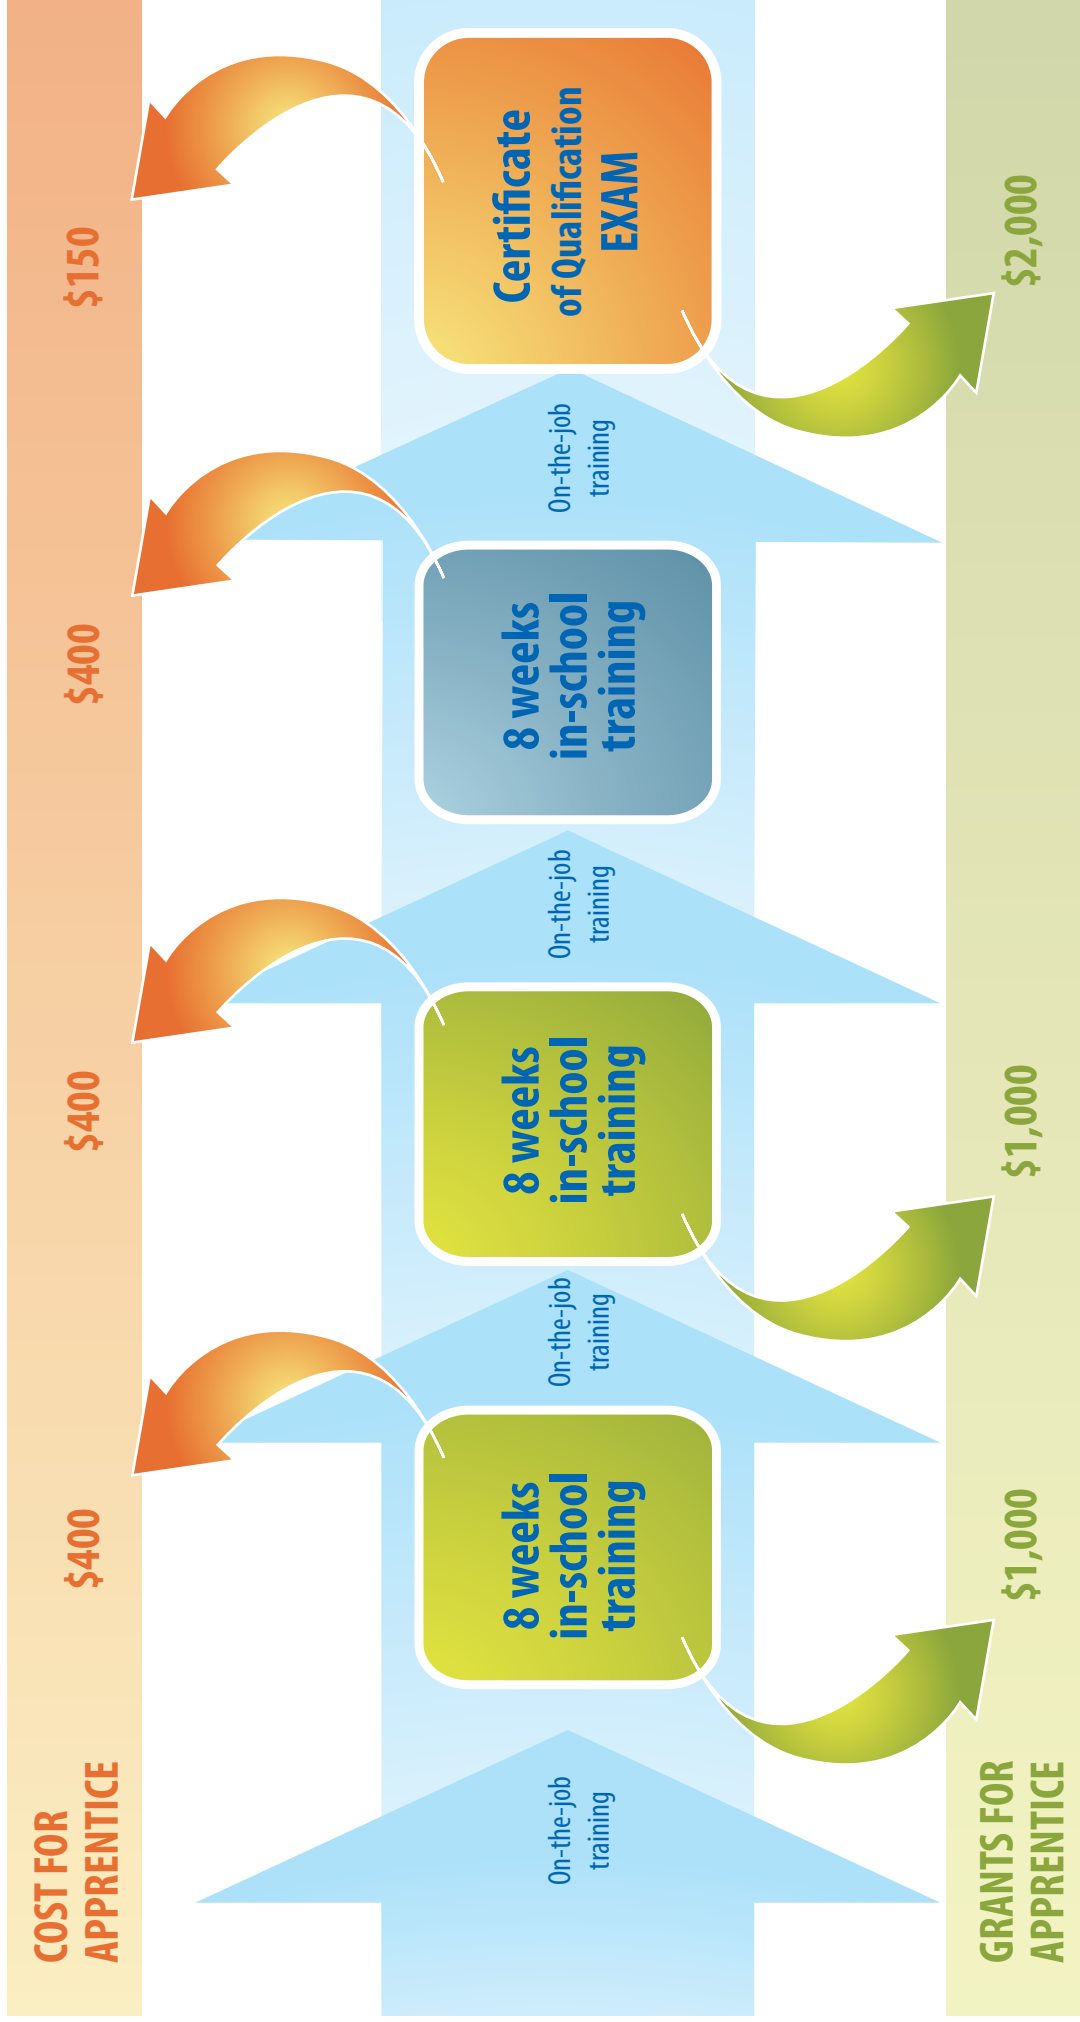 COST FOR
APPRENTICE
$400
$400
$400
$150
On-the-job
training
8 weeks
in-school
training
On-the-job
training
8 weeks
in-school
training
On-the-job
training
8 weeks
in-school
training
On-the-job
training
Certificate
of Qualification
EXAM
GRANTS FOR
APPRENTICE
$1,000
$1,000
$2,000